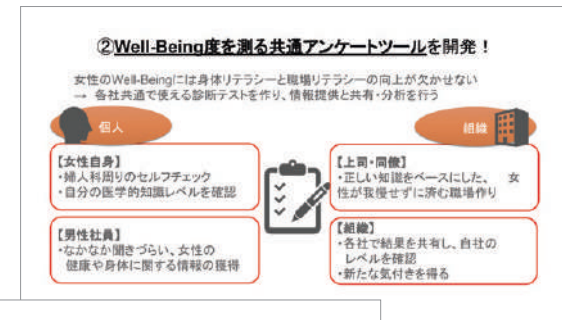 ②Well-Being度を測る共通アンケートツールを開発！
女性のWell-Beingには身体リテラシーと職場リテラシーの向上が欠かせない
→ 各社共通で使える診断テストを作り、情報提供と共有・分析を行う
個人
【女性自身】
・婦人科周りのセルフチェック
・自分の医学的知識レベルを確認
【男性社員】
・なかなか聞きづらい、女性の
健康や身体に関する情報の獲得
組織
【上司・同僚】
・正しい知識をベースにした、 女
性が我慢せずに済む職場作り
【組織】
・各社で結果を共有し、自社の
レベルを確認
・新たな気付きを得る